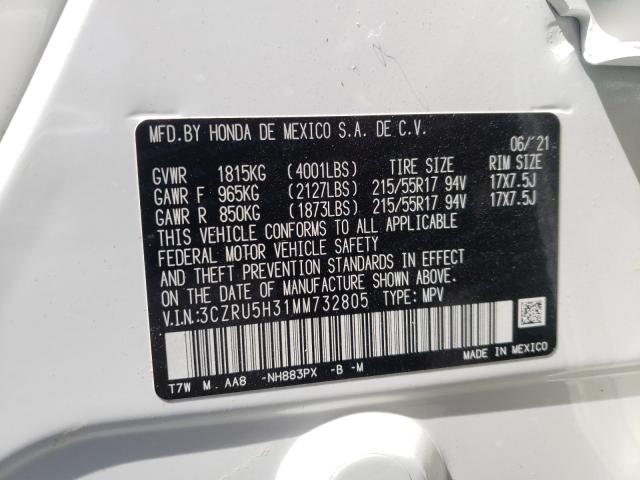 MFD.BY HONDA DE MEXICO S.A. DE C.V.
06/'21
GVWR 1815KG (4001LBS) TIRE SIZE RIM SIZE
GAWR F 965KG (2127LBS) 215/55R17 94V 17X7.5J
GAWR R 850KG (1873LBS) 215/55R17 94V 17X7.5J
THIS VEHICLE CONFORMS TO ALL APPLICABLE
FEDERAL MOTOR VEHICLE SAFETY
AND THEFT PREVENTION STANDARDS IN EFFECT
ON THE DATE OF MANUFACTURE SHOWN ABOVE.
V.I.N.:3CZRU5H31MM732805 TYPE: MPV
MADE IN MEXICO
T7W M. AA8 -NH883PX -B -M